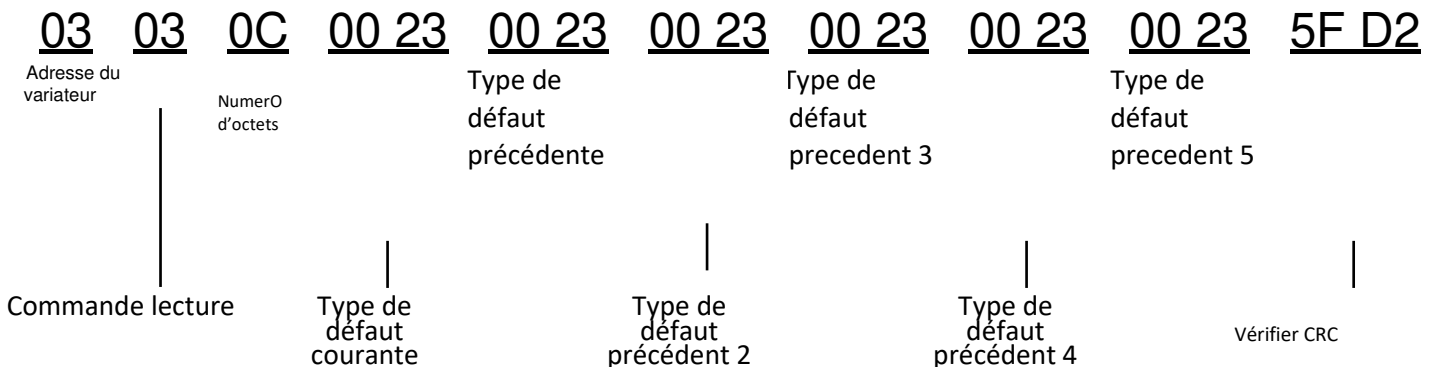 03 03 0C 00 23 00 23 00 23 00 23 00 23 00 23 5F D2
Adresse du
variateur
NumerO
d'octets
Type de
défaut
précédente
Type de
défaut
precedent 3
Type de
défaut
precedent 5
Commande lecture
Type de
défaut
courante
Type de
défaut
précédent 2
Type de
défaut
précédent 4
Vérifier CRC